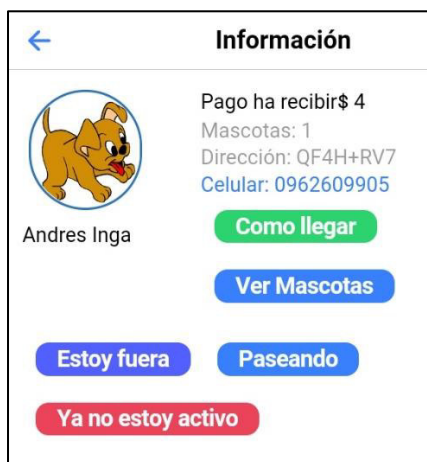 Información
Pago ha recibir$ 4
Mascotas: 1
Dirección: QF4H+RV7
Celular: 0962609905
Andres Inga
Como llegar
Ver Mascotas
Estoy fuera
Paseando
Ya no estoy activo